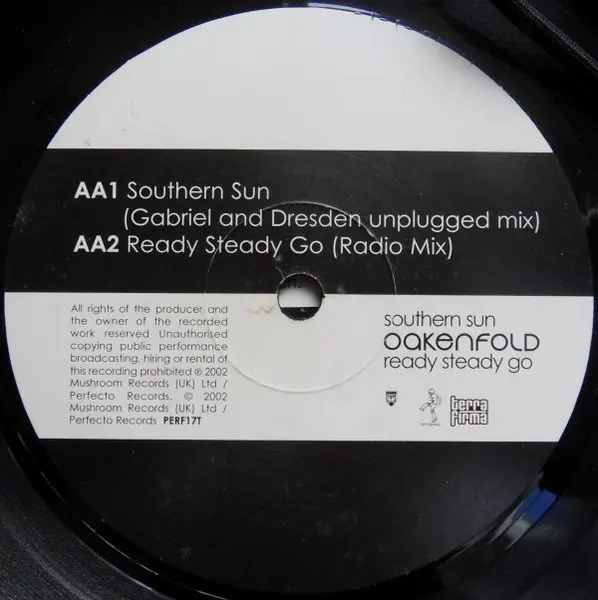 AA1 Southern Sun
(Gabriel and Dresden unplugged mix)
AA2 Ready Steady Go (Radio Mix)
All rights of the producer and
the owner of the recorded
work reserved Unauthorised
copying public performance
broadcasting, hiring or rental of
this recording prohibited ℗ 2002
Mushroom Records (UK) Ltd /
Perfecto Records. © 2002
Mushroom Records (UK) Ltd /
Perfecto Records PERF17T
southern sun
OAKENFOLD
ready steady go
terra
firma